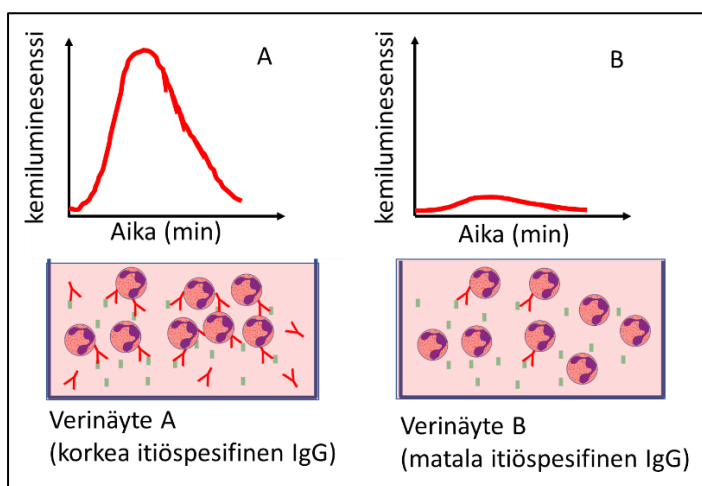 kemiluminesenssi
A
Aika (min)
Verinäyte A
(korkea itiöspesifinen IgG)
kemiluminesenssi
B
Aika (min)
Verinäyte B
(matala itiöspesifinen IgG)